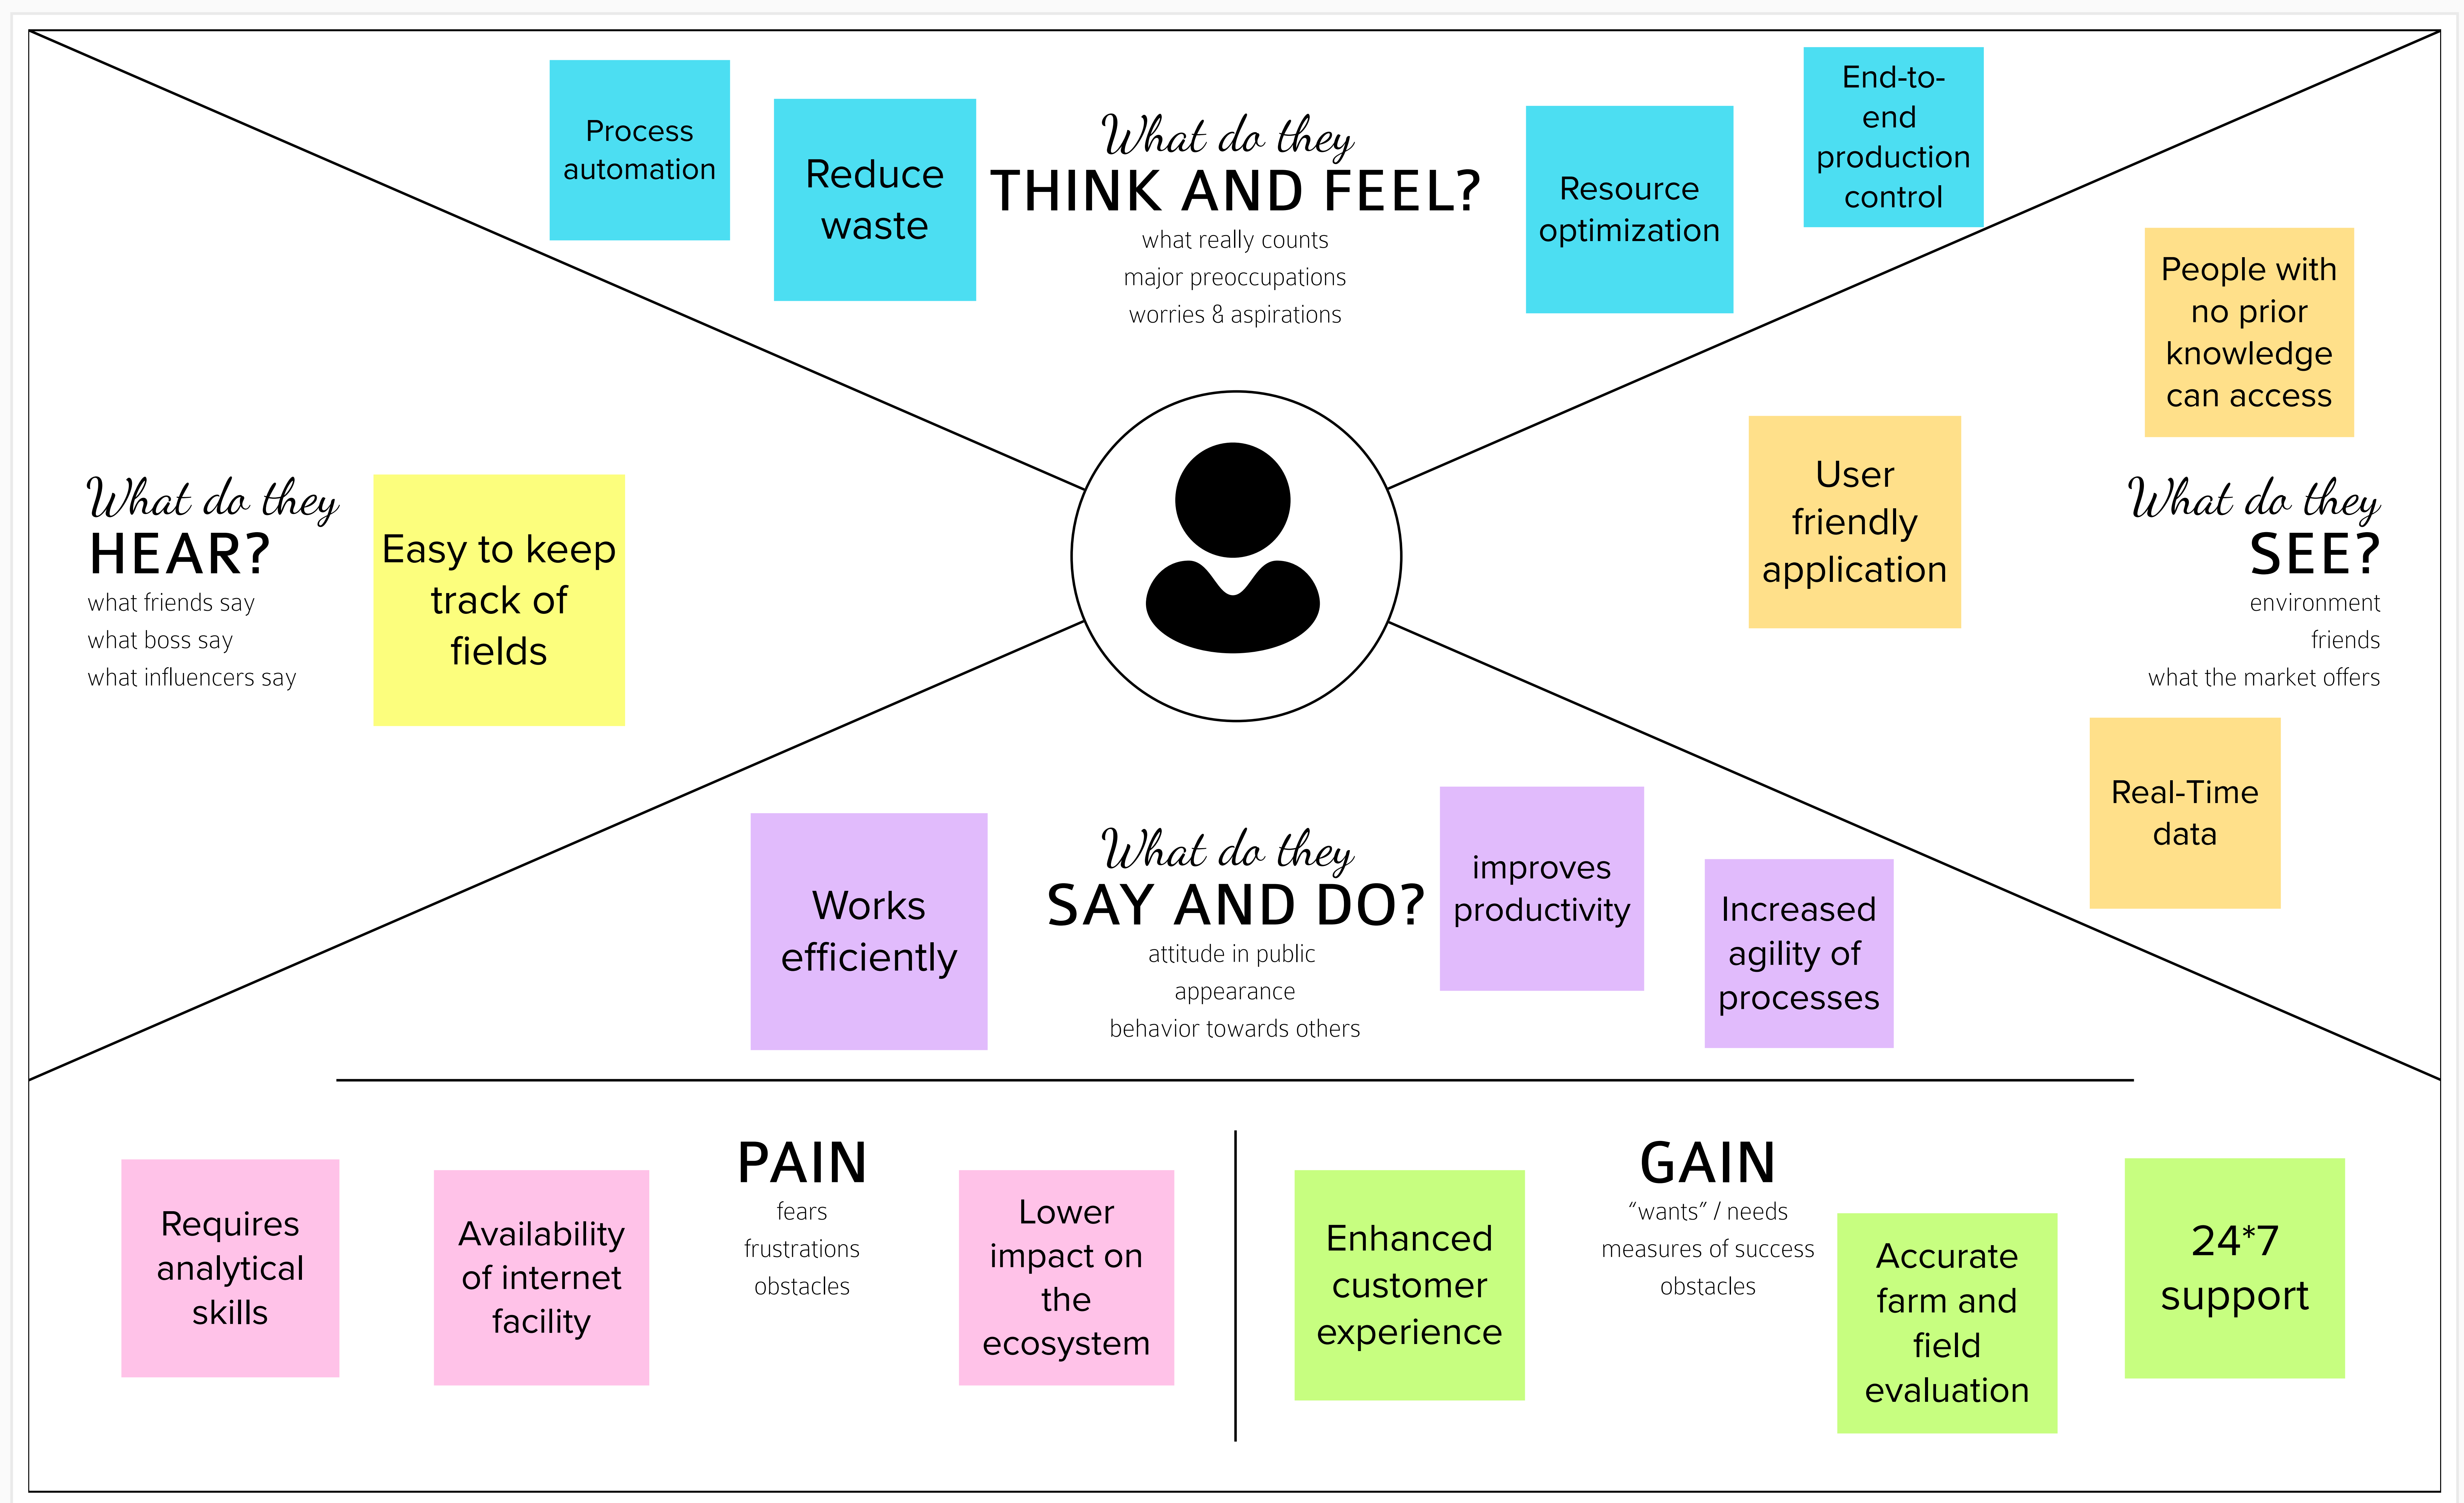 Process
automation
Reduce
waste
What do they
THINK AND FEEL?
what really counts
major preoccupations
worries & aspirations
Resource
optimization
End-to-
end
production
control
What do they
HEAR?
what friends say
what boss say
what influencers say
Easy to keep
track of
fields
User
friendly
application
People with
no prior
knowledge
can access
What do they
SEE?
environment
friends
what the market offers
Real-Time
data
Works
efficiently
What do they
SAY AND DO?
attitude in public
appearance
behavior towards others
improves
productivity
Increased
agility of
processes
Requires
analytical
skills
Availability
of internet
facility
PAIN
fears
frustrations
obstacles
Lower
impact on
the
ecosystem
Enhanced
customer
experience
GAIN
“wants” / needs
measures of success
obstacles
Accurate
farm and
field
evaluation
24*7
support